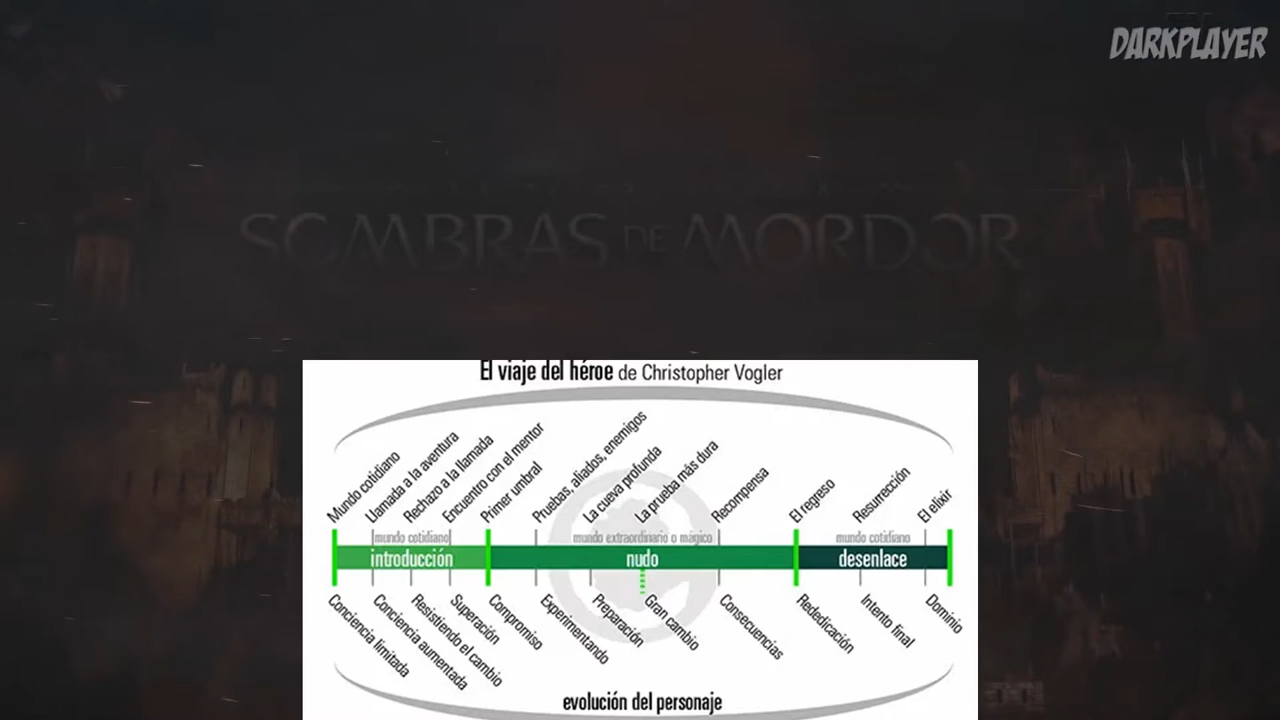 DARKPLAYER
SOMBRAS DE MORDOR
El viaje del héroe de Christopher Vogler
Mundo cotidiano
Llamada a la aventura
Rechazo a la llamada
Encuentro con el mentor
Primer umbral
Pruebas, aliados, enemigos
La cueva profunda
La prueba más dura
Recompensa
El regreso
Resurrección
El elixir
mundo cotidiano
mundo extraordinario o mágico
mundo cotidiano
introducción
nudo
desenlace
Conciencia limitada
Conciencia aumentada
Resistiendo el cambio
Superación
Compromiso
Experimentando
Preparación
Gran cambio
Consecuencias
Rededicación
Intento final
Dominio
evolución del personaje